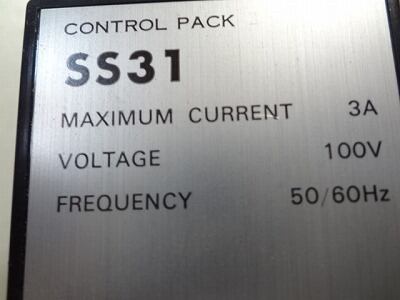 CONTROL PACK
SS31
MAXIMUM CURRENT 3A
VOLTAGE 100V
FREQUENCY 50/60Hz